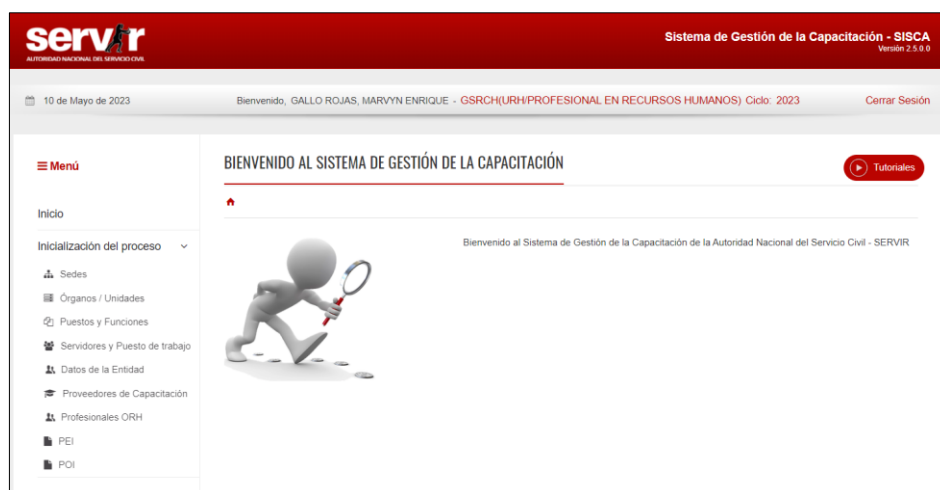 servir
AUTORIDAD NACIONAL DEL SERVICIO CIVIL
Sistema de Gestión de la Capacitación - SISCA
Versión 2.5.0.0
10 de Mayo de 2023
Bienvenido, GALLO ROJAS, MARVYN ENRIQUE - GSRCH(URH/PROFESIONAL EN RECURSOS HUMANOS) Ciclo: 2023
Cerrar Sesión
Menú
BIENVENIDO AL SISTEMA DE GESTIÓN DE LA CAPACITACIÓN
Tutoriales
Inicio
Inicialización del proceso
Bienvenido al Sistema de Gestión de la Capacitación de la Autoridad Nacional del Servicio Civil - SERVIR
Sedes
Órganos / Unidades
Puestos y Funciones
Servidores y Puesto de trabajo
Datos de la Entidad
Proveedores de Capacitación
Profesionales ORH
PEI
POI